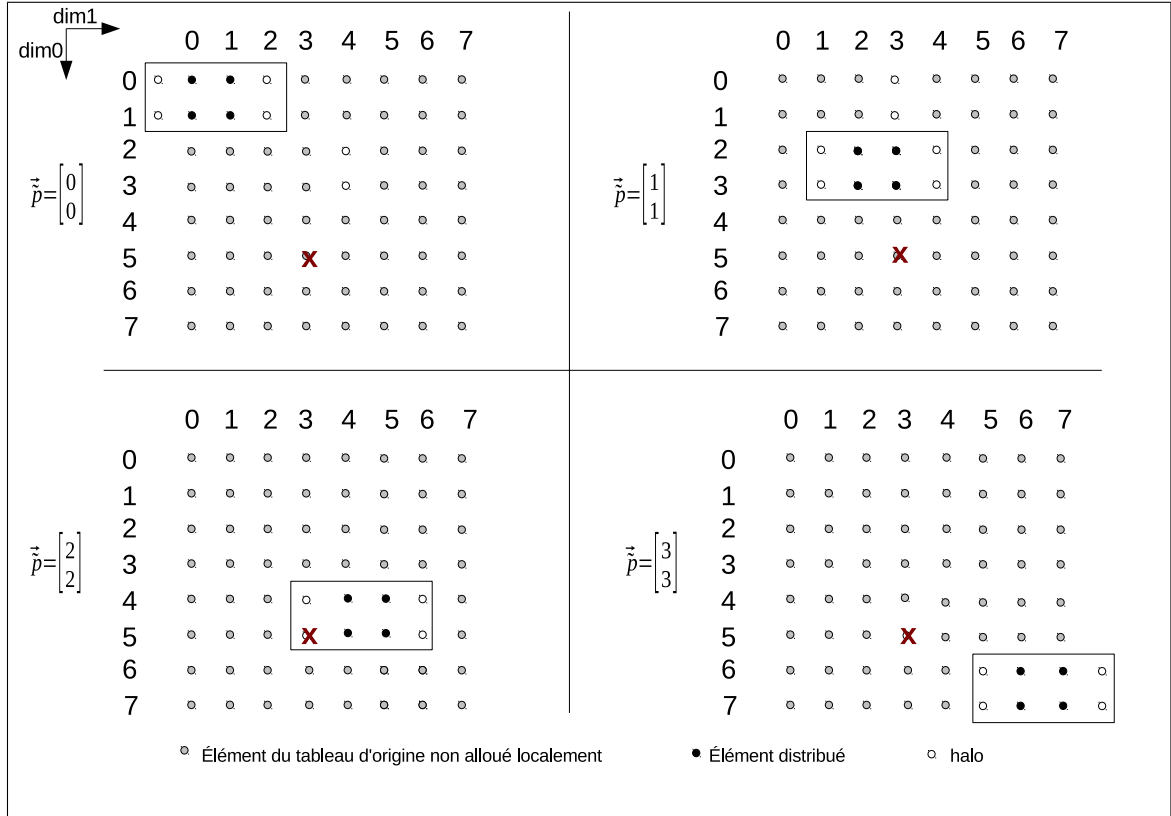 dim1
dim0
0 1 2 3 4 5 6 7
0
1
2
3
4
5
6
7
p̃⃗=[0 0]
X
0 1 2 3 4 5 6 7
0
1
2
3
4
5
6
7
p̃⃗=[1 1]
X
0 1 2 3 4 5 6 7
0
1
2
3
4
5
6
7
p̃⃗=[2 2]
X
0 1 2 3 4 5 6 7
0
1
2
3
4
5
6
7
p̃⃗=[3 3]
X
Élément du tableau d'origine non alloué localement
Élément distribué
halo